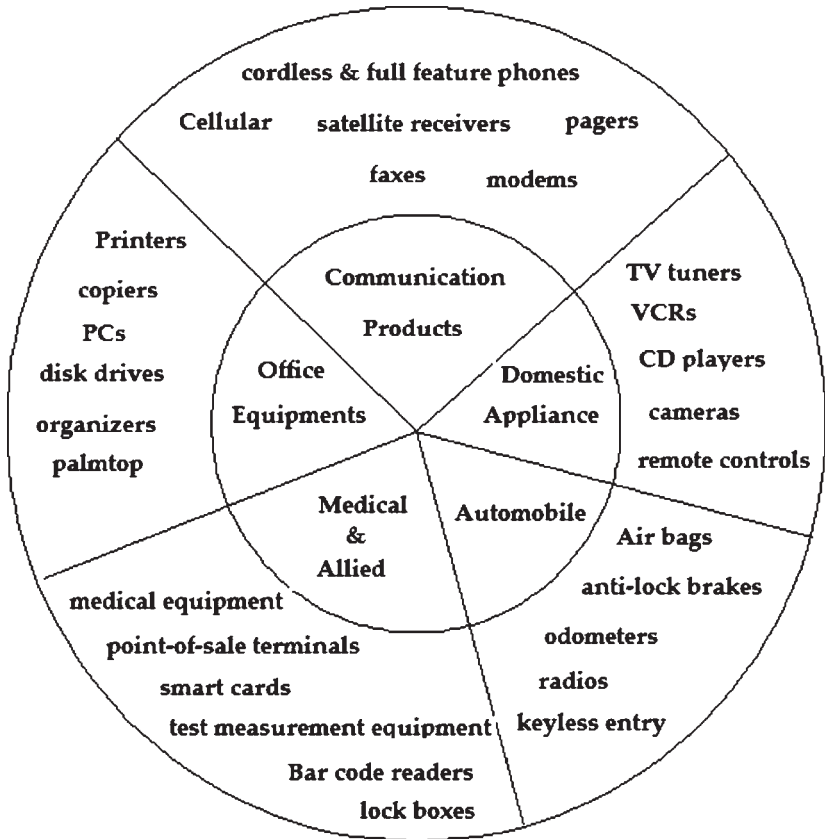 cordless & full feature phones
Cellular
satellite receivers
pagers
faxes
modems
Communication
Products
Printers
copiers
PCs
disk drives
organizers
palmtop
Office
Equipments
TV tuners
VCRs
CD players
cameras
remote controls
Domestic
Appliance
Medical
&
Allied
Automobile
Air bags
anti-lock brakes
odometers
radios
keyless entry
medical equipment
point-of-sale terminals
smart cards
test measurement equipment
Bar code readers
lock boxes